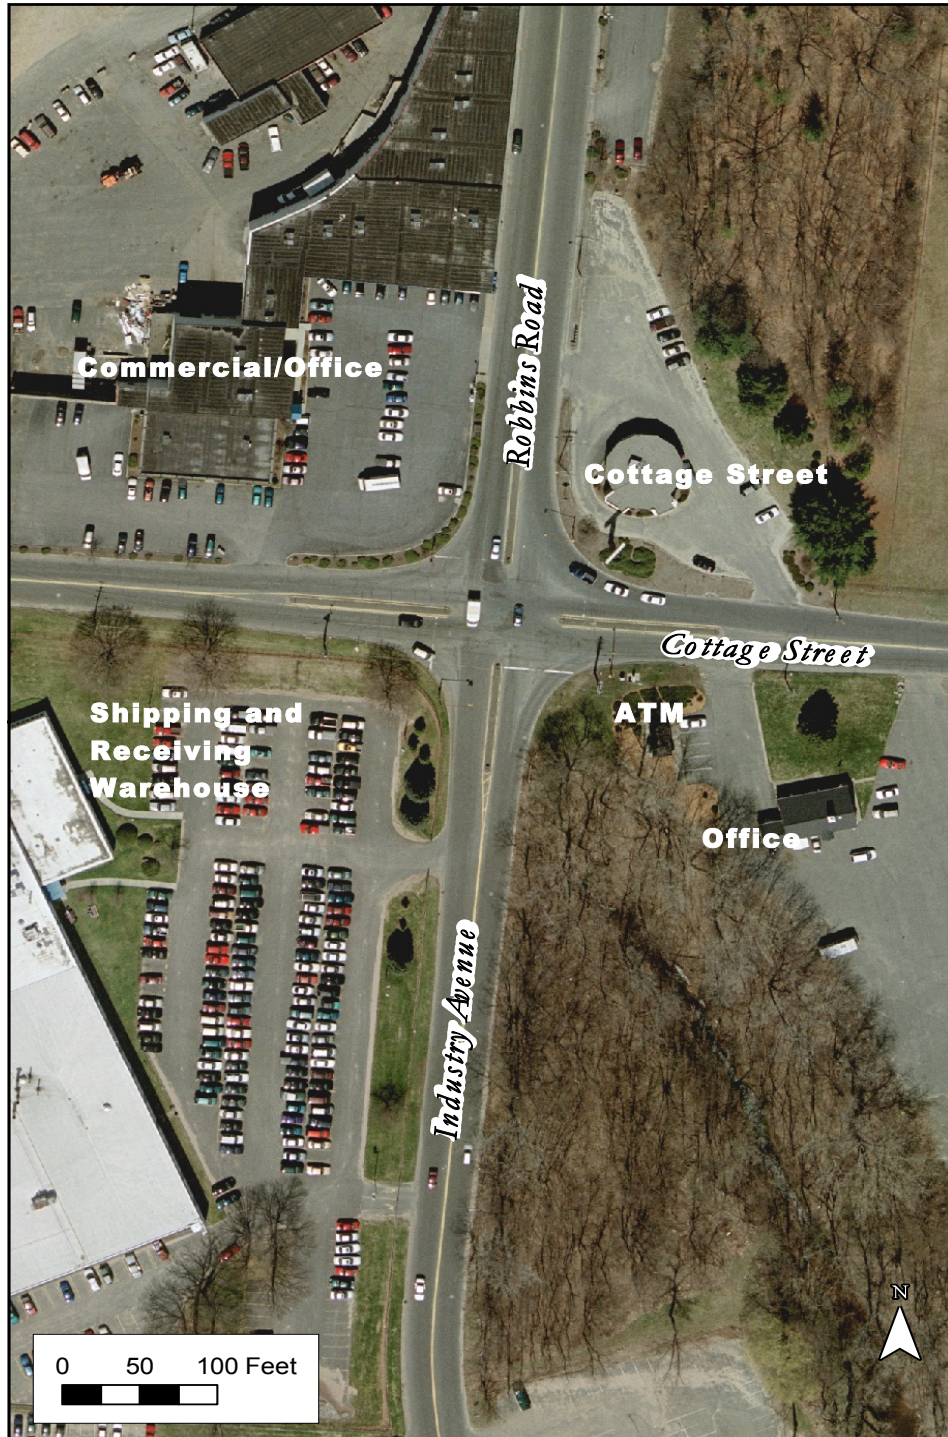 Robbins Road
Commercial/Office
Cottage Street
Cottage Street
Shipping and
Receiving
Warehouse
ATM
Office
Industry Avenue
N
0 50 100 Feet